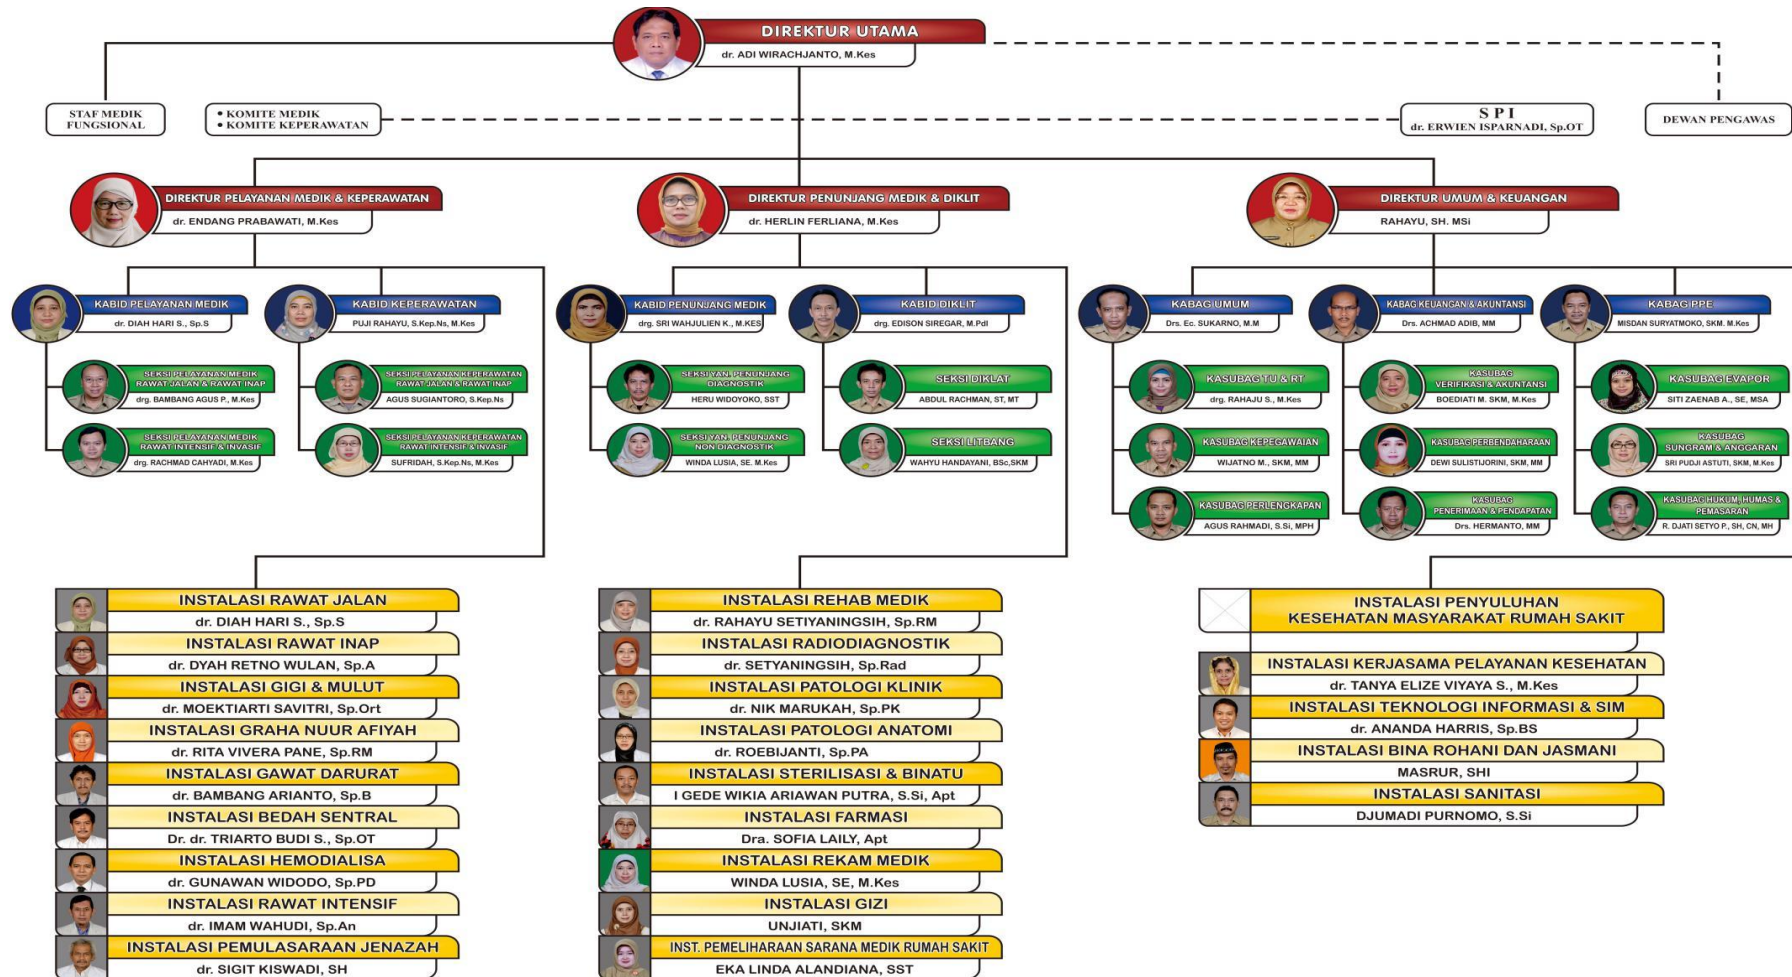 DIREKTUR UTAMA
dr. ADI WIRACHJANTO, M.Kes
STAF MEDIK
FUNGSIONAL
• KOMITE MEDIK
• KOMITE KEPERAWATAN
S P I
dr. ERWIEN ISPARNADI, Sp.OT
DEWAN PENGAWAS
DIREKTUR PELAYANAN MEDIK & KEPERAWATAN
dr. ENDANG PRABAWATI, M.Kes
DIREKTUR PENUNJANG MEDIK & DIKLIT
dr. HERLIN FERLIANA, M.Kes
DIREKTUR UMUM & KEUANGAN
RAHAYU, SH. MSi
KABID PELAYANAN MEDIK
dr. DIAH HARI S., Sp.S
KABID KEPERAWATAN
PUJI RAHAYU, S.Kep.Ns, M.Kes
KABID PENUNJANG MEDIK
drg. SRI WAHJULIEN K., M.KES
KABID DIKLIT
drg. EDISON SIREGAR, M.Pdl
KABAG UMUM
Drs. Ec. SUKARNO, M.M
KABAG KEUANGAN & AKUNTANSI
Drs. ACHMAD ADIB, MM
KABAG PPE
MISDAN SURYATMOKO, SKM. M.Kes
SEKSI PELAYANAN MEDIK
RAWAT JALAN & RAWAT INAP
drg. BAMBANG AGUS P., M.Kes
SEKSI PELAYANAN KEPERAWATAN
RAWAT JALAN & RAWAT INAP
AGUS SUGIANTORO, S.Kep.Ns
SEKSI YAN. PENUNJANG
DIAGNOSTIK
HERU WIDOYOKO, SST
SEKSI DIKLAT
ABDUL RACHMAN, ST, MT
KASUBAG TU & RT
drg. RAHAJU S., M.Kes
KASUBAG
VERIFIKASI & AKUNTANSI
BOEDIATI M. SKM, M.Kes
KASUBAG EVAPOR
SITI ZAENAB A., SE, MSA
SEKSI PELAYANAN MEDIK
RAWAT INTENSIF & INVASIF
drg. RACHMAD CAHYADI, M.Kes
SEKSI PELAYANAN KEPERAWATAN
RAWAT INTENSIF & INVASIF
SUFRIDAH, S.Kep.Ns, M.Kes
SEKSI YAN. PENUNJANG
NON DIAGNOSTIK
WINDA LUSIA, SE. M.Kes
SEKSI LITBANG
WAHYU HANDAYANI, BSc,SKM
KASUBAG KEPEGAWAIAN
WIJATNO M., SKM, MM
KASUBAG PERBENDAHARAAN
DEWI SULISTIJORINI, SKM, MM
KASUBAG
SUNGRAM & ANGGARAN
SRI PUDJI ASTUTI, SKM, M.Kes
KASUBAG PERLENGKAPAN
AGUS RAHMADI, S.Si, MPH
KASUBAG
PENERIMAAN & PENDAPATAN
Drs. HERMANTO, MM
KASUBAG HUKUM, HUMAS &
PEMASARAN
R. DJATI SETYO P., SH, CN, MH
INSTALASI RAWAT JALAN
dr. DIAH HARI S., Sp.S
INSTALASI RAWAT INAP
dr. DYAH RETNO WULAN, Sp.A
INSTALASI GIGI & MULUT
dr. MOEKTIARTI SAVITRI, Sp.Ort
INSTALASI GRAHA NUUR AFIYAH
dr. RITA VIVERA PANE, Sp.RM
INSTALASI GAWAT DARURAT
dr. BAMBANG ARIANTO, Sp.B
INSTALASI BEDAH SENTRAL
Dr. dr. TRIARTO BUDI S., Sp.OT
INSTALASI HEMODIALISA
dr. GUNAWAN WIDODO, Sp.PD
INSTALASI RAWAT INTENSIF
dr. IMAM WAHUDI, Sp.An
INSTALASI PEMULASARAAN JENAZAH
dr. SIGIT KISWADI, SH
INSTALASI REHAB MEDIK
dr. RAHAYU SETIYANINGSIH, Sp.RM
INSTALASI RADIODIAGNOSTIK
dr. SETYANINGSIH, Sp.Rad
INSTALASI PATOLOGI KLINIK
dr. NIK MARUKAH, Sp.PK
INSTALASI PATOLOGI ANATOMI
dr. ROEBIJANTI, Sp.PA
INSTALASI STERILISASI & BINATU
I GEDE WIKIA ARIAWAN PUTRA, S.Si, Apt
INSTALASI FARMASI
Dra. SOFIA LAILY, Apt
INSTALASI REKAM MEDIK
WINDA LUSIA, SE, M.Kes
INSTALASI GIZI
UNJIATI, SKM
INST. PEMELIHARAAN SARANA MEDIK RUMAH SAKIT
EKA LINDA ALANDIANA, SST
INSTALASI PENYULUHAN
KESEHATAN MASYARAKAT RUMAH SAKIT
INSTALASI KERJASAMA PELAYANAN KESEHATAN
dr. TANYA ELIZE VIYAYA S., M.Kes
INSTALASI TEKNOLOGI INFORMASI & SIM
dr. ANANDA HARRIS, Sp.BS
INSTALASI BINA ROHANI DAN JASMANI
MASRUR, SHI
INSTALASI SANITASI
DJUMADI PURNOMO, S.Si